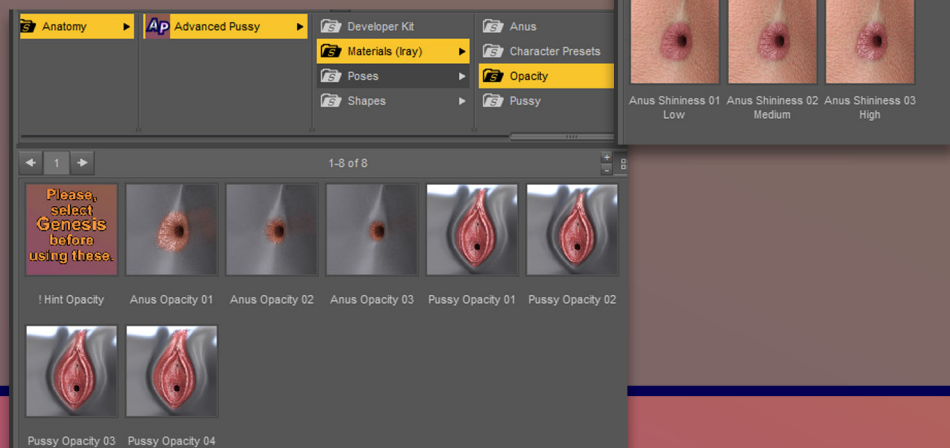 Anatomy
AP Advanced Pussy
Developer Kit
Materials (Iray)
Poses
Shapes
Anus
Character Presets
Opacity
Pussy
Anus Shininess 01
Low
Anus Shininess 02
Medium
Anus Shininess 03
High
1
1-8 of 8
Please,
select
Genesis
before
using these.
! Hint Opacity
Anus Opacity 01
Anus Opacity 02
Anus Opacity 03
Pussy Opacity 01
Pussy Opacity 02
Pussy Opacity 03
Pussy Opacity 04